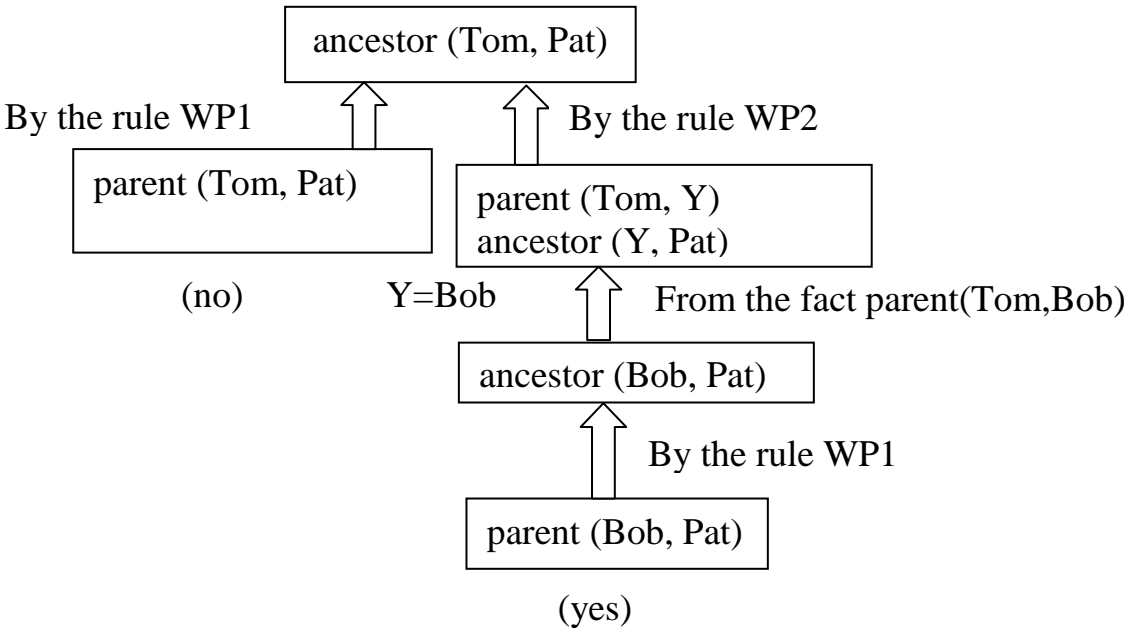 ancestor (Tom, Pat)
By the rule WP1
By the rule WP2
parent (Tom, Pat)
parent (Tom, Y)
ancestor (Y, Pat)
(no)
Y=Bob
From the fact parent(Tom,Bob)
ancestor (Bob, Pat)
By the rule WP1
parent (Bob, Pat)
(yes)